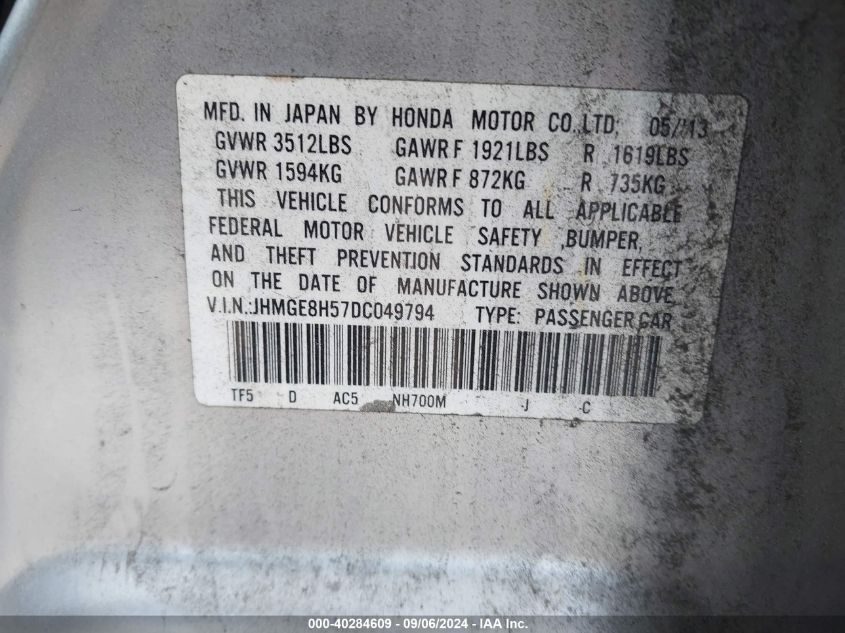 MFD. IN JAPAN BY HONDA MOTOR CO.,LTD; 05/'13
GVWR 3512LBS GAWR F 1921LBS R 1619LBS
GVWR 1594KG GAWR F 872KG R 735KG
THIS VEHICLE CONFORMS TO ALL APPLICABLE
FEDERAL MOTOR VEHICLE SAFETY ,BUMPER,
AND THEFT PREVENTION STANDARDS IN EFFECT
ON THE DATE OF MANUFACTURE SHOWN ABOVE.
V.I.N.:JHMGE8H57DC049794 TYPE: PASSENGER CAR
TF5 D AC5 NH700M J C
000-40284609 - 09/06/2024 - IAA Inc.